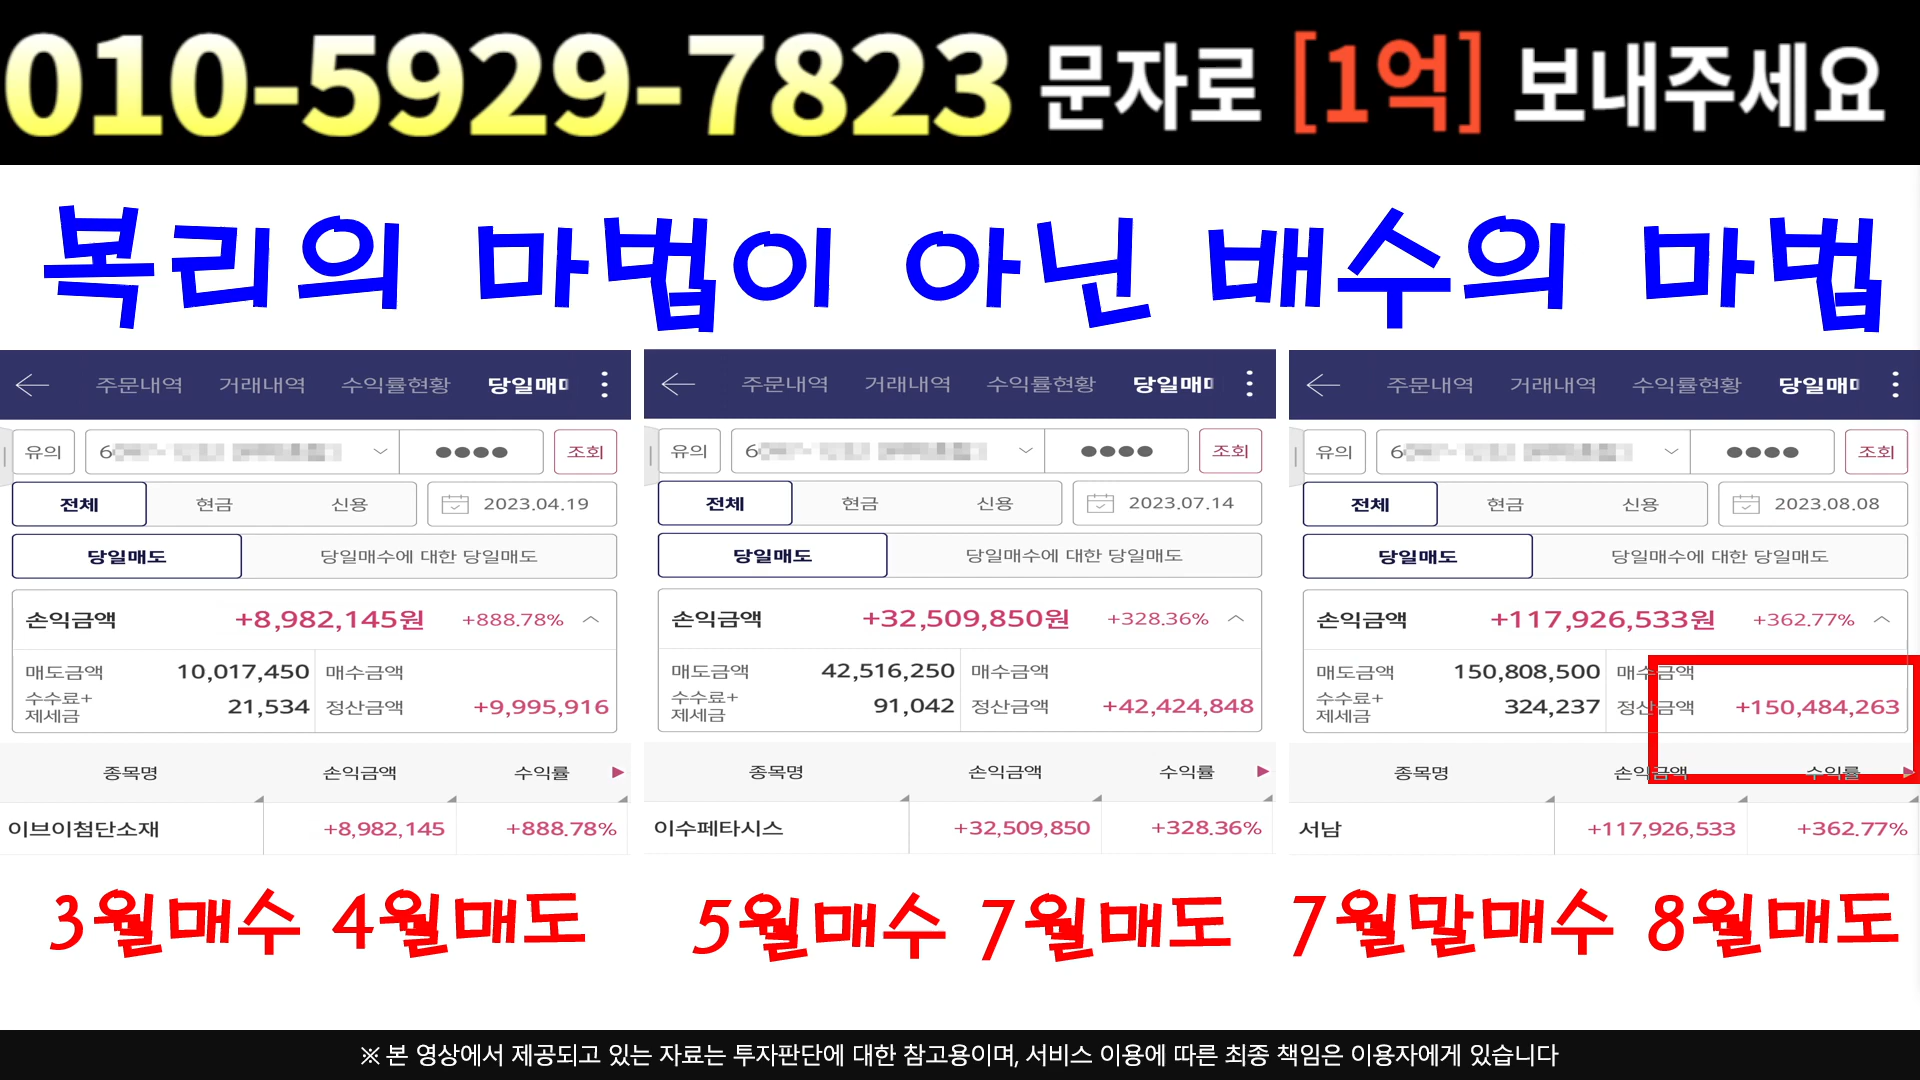 010-5929-7823 문자로 [1억] 보내주세요
복리의 마법이 아닌 배수의 마법
주문내역 거래내역 수익률현황 당일매
유의 6 ●●●● 조회
전체 현금 신용 2023.04.19
당일매도 당일매수에 대한 당일매도
손익금액 +8,982,145원 +888.78%
매도금액 10,017,450 매수금액
수수료+
제세금 21,534 정산금액 +9,995,916
종목명 손익금액 수익률
이브이첨단소재 +8,982,145 +888.78%
3월매수 4월매도
주문내역 거래내역 수익률현황 당일매
유의 6 ●●●● 조회
전체 현금 신용 2023.07.14
당일매도 당일매수에 대한 당일매도
손익금액 +32,509,850원 +328.36%
매도금액 42,516,250 매수금액
수수료+
제세금 91,042 정산금액 +42,424,848
종목명 손익금액 수익률
이수페타시스 +32,509,850 +328.36%
5월매수 7월매도
주문내역 거래내역 수익률현황 당일매
유의 6 ●●●● 조회
전체 현금 신용 2023.08.08
당일매도 당일매수에 대한 당일매도
손익금액 +117,926,533원 +362.77%
매도금액 150,808,500 매수금액
수수료+
제세금 324,237 정산금액 +150,484,263
종목명 손익금액 수익률
서남 +117,926,533 +362.77%
7월말매수 8월매도
※ 본 영상에서 제공되고 있는 자료는 투자판단에 대한 참고용이며, 서비스 이용에 따른 최종 책임은 이용자에게 있습니다